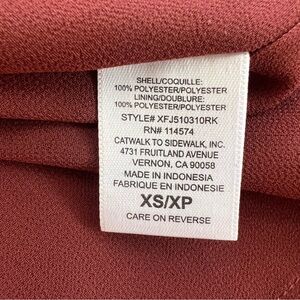 SHELL/COQUILLE:
100% POLYESTER/POLYESTER
LINING/DOUBLURE:
100% POLYESTER/POLYESTER
STYLE# XFJ510310RK
RN# 114574
CATWALK TO SIDEWALK, INC.
4731 FRUITLAND AVENUE
VERNON, CA 90058
MADE IN INDONESIA
FABRIQUE EN INDONESIE
XS/XP
CARE ON REVERSE